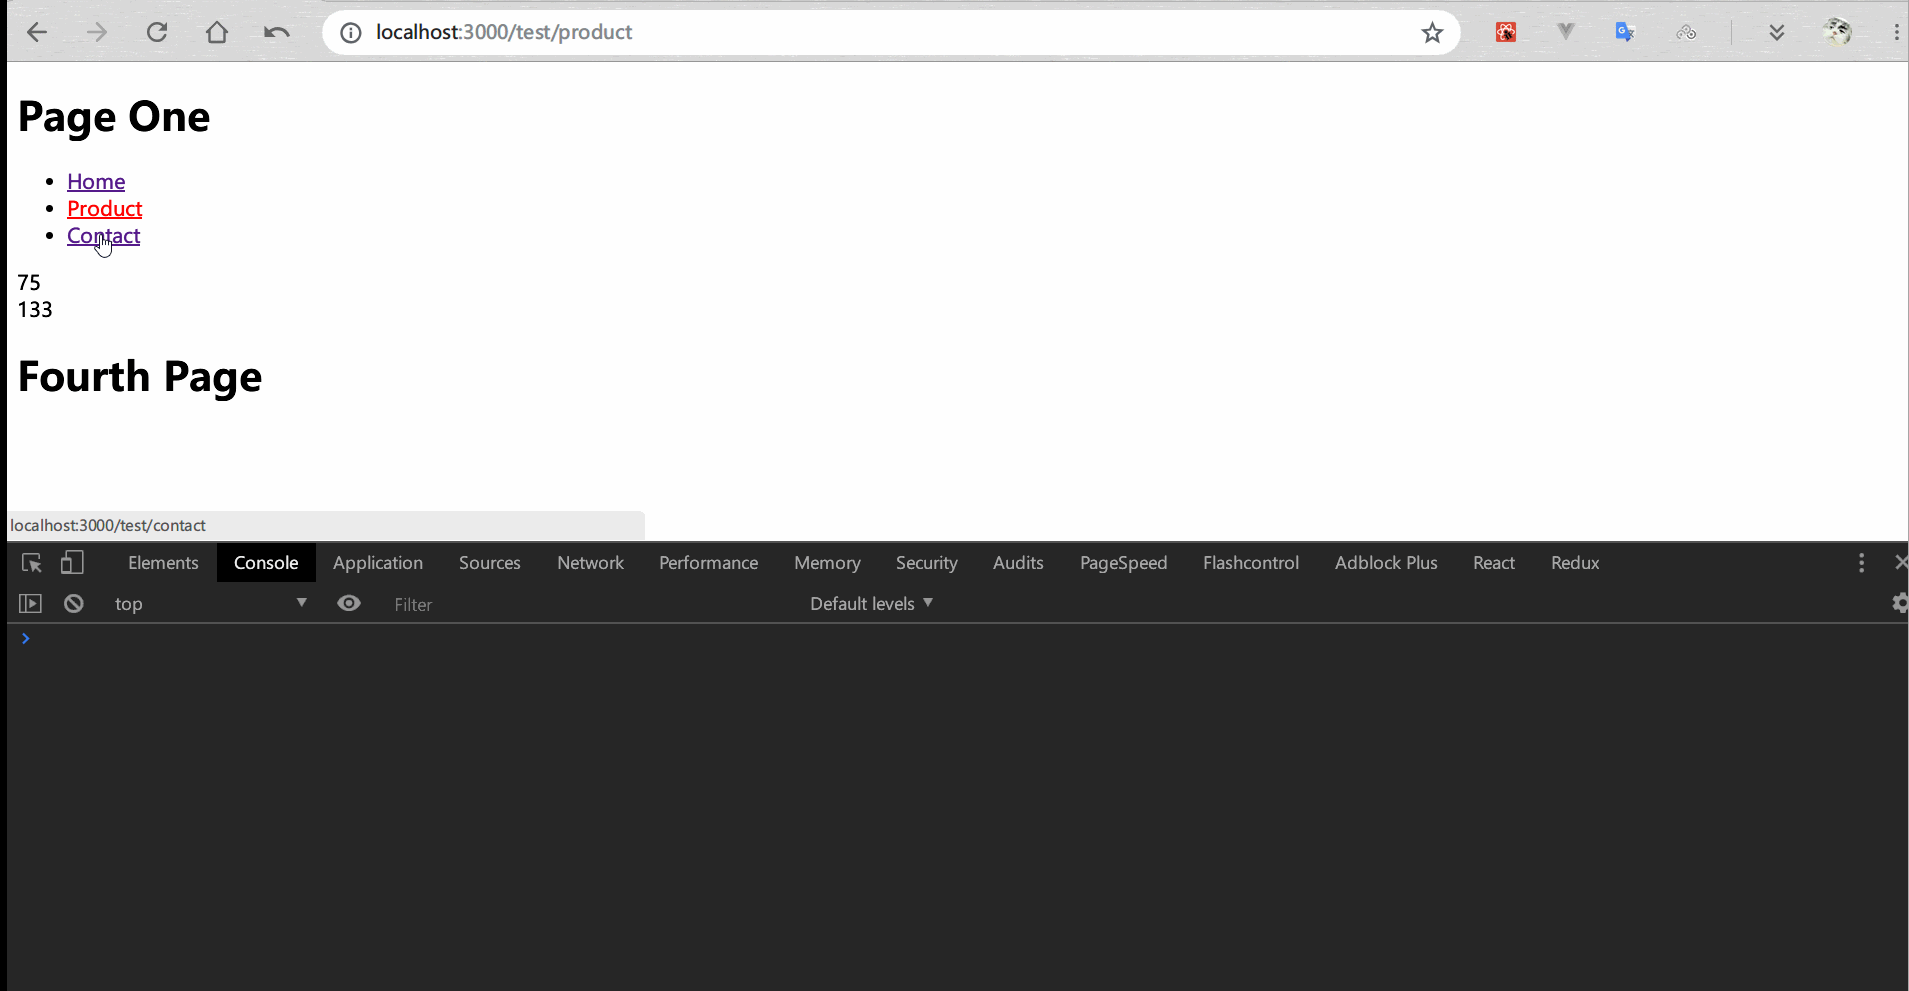 localhost:3000/test/product
Page One
Home
Product
Contact
75
133
Fourth Page
localhost:3000/test/contact
Elements Console Application Sources Network Performance Memory Security Audits PageSpeed Flashcontrol Adblock Plus React Redux
top Filter Default levels